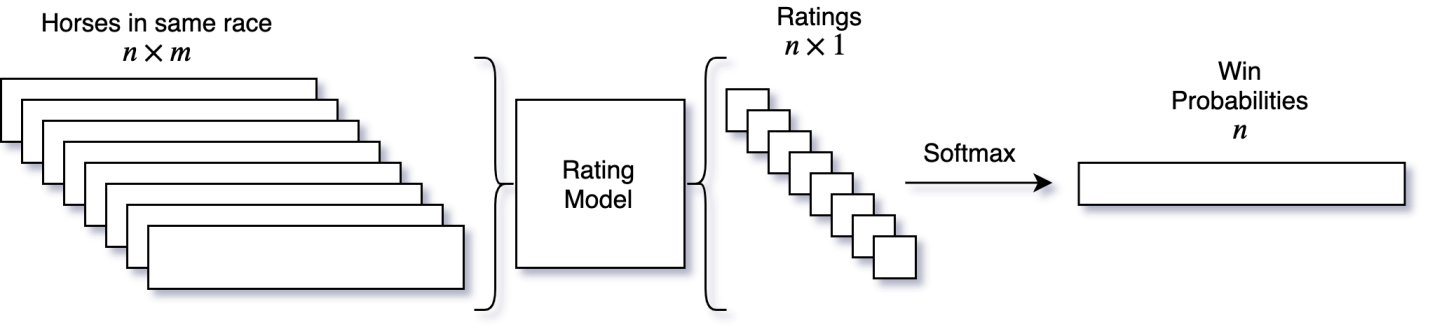 Horses in same race
n × m
Rating
Model
Ratings
n × 1
Softmax
Win
Probabilities
n